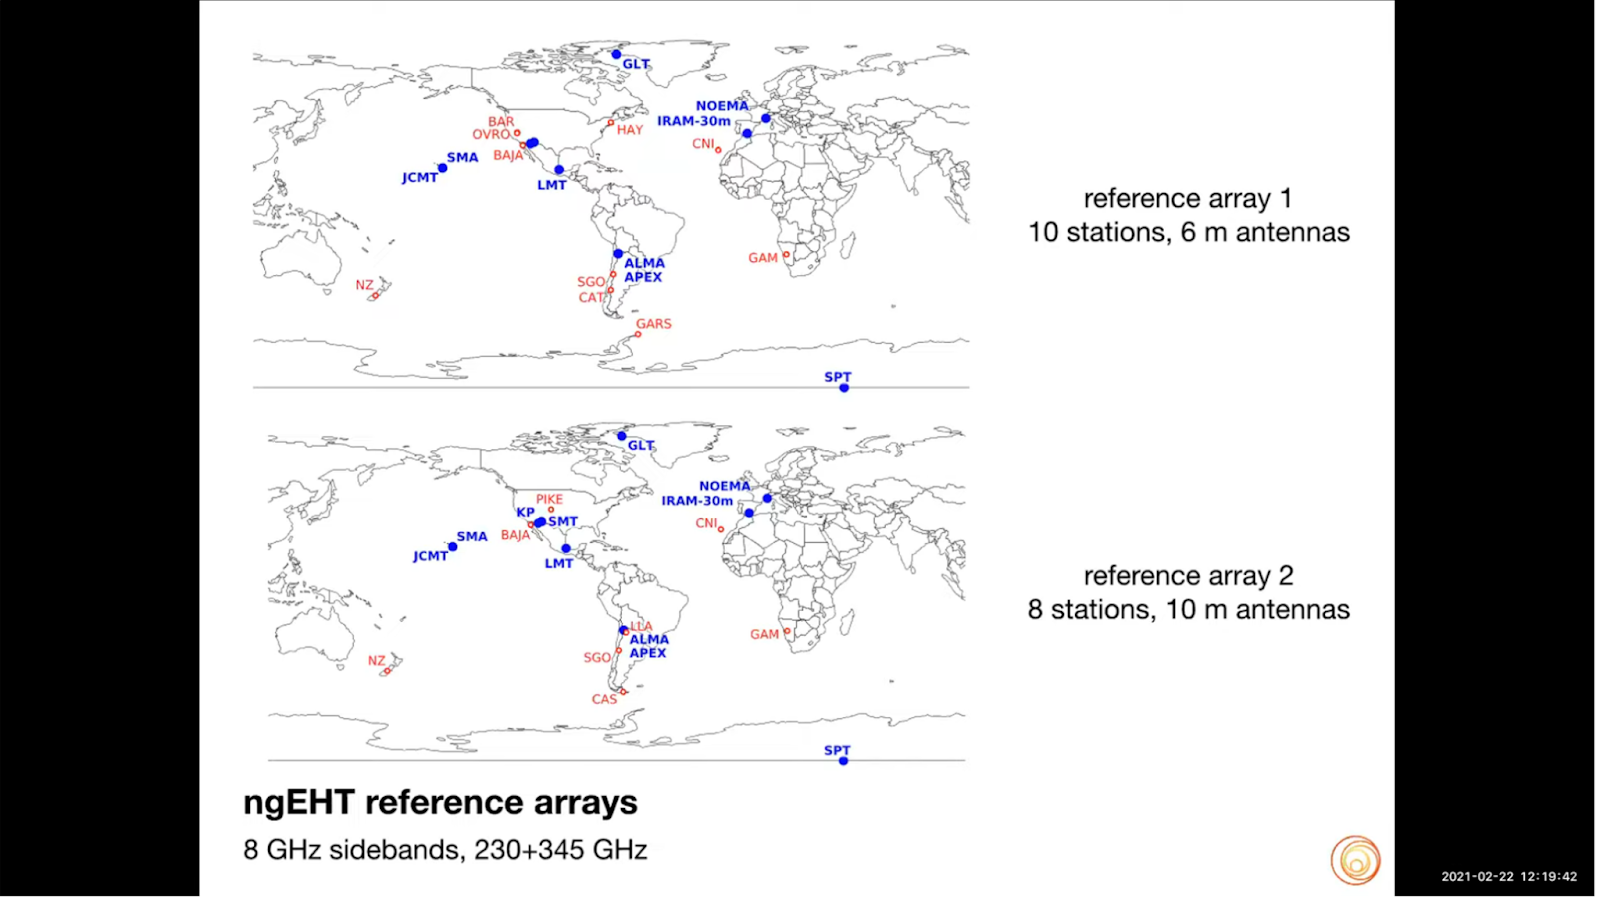 GLT
NOEMA
IRAM-30m
BAR
OVRO
HAY
CNI
BAJA
SMA
JCMT
LMT
reference array 1
10 stations, 6 m antennas
GAM
ALMA
APEX
SGO
CAT
NZ
GARS
SPT
GLT
NOEMA
IRAM-30m
PIKE
KP
SMT
CNI
BAJA
SMA
JCMT
LMT
reference array 2
8 stations, 10 m antennas
LLA
GAM
ALMA
APEX
SGO
NZ
CAS
SPT
ngEHT reference arrays
8 GHz sidebands, 230+345 GHz
2021-02-22 12:19:42